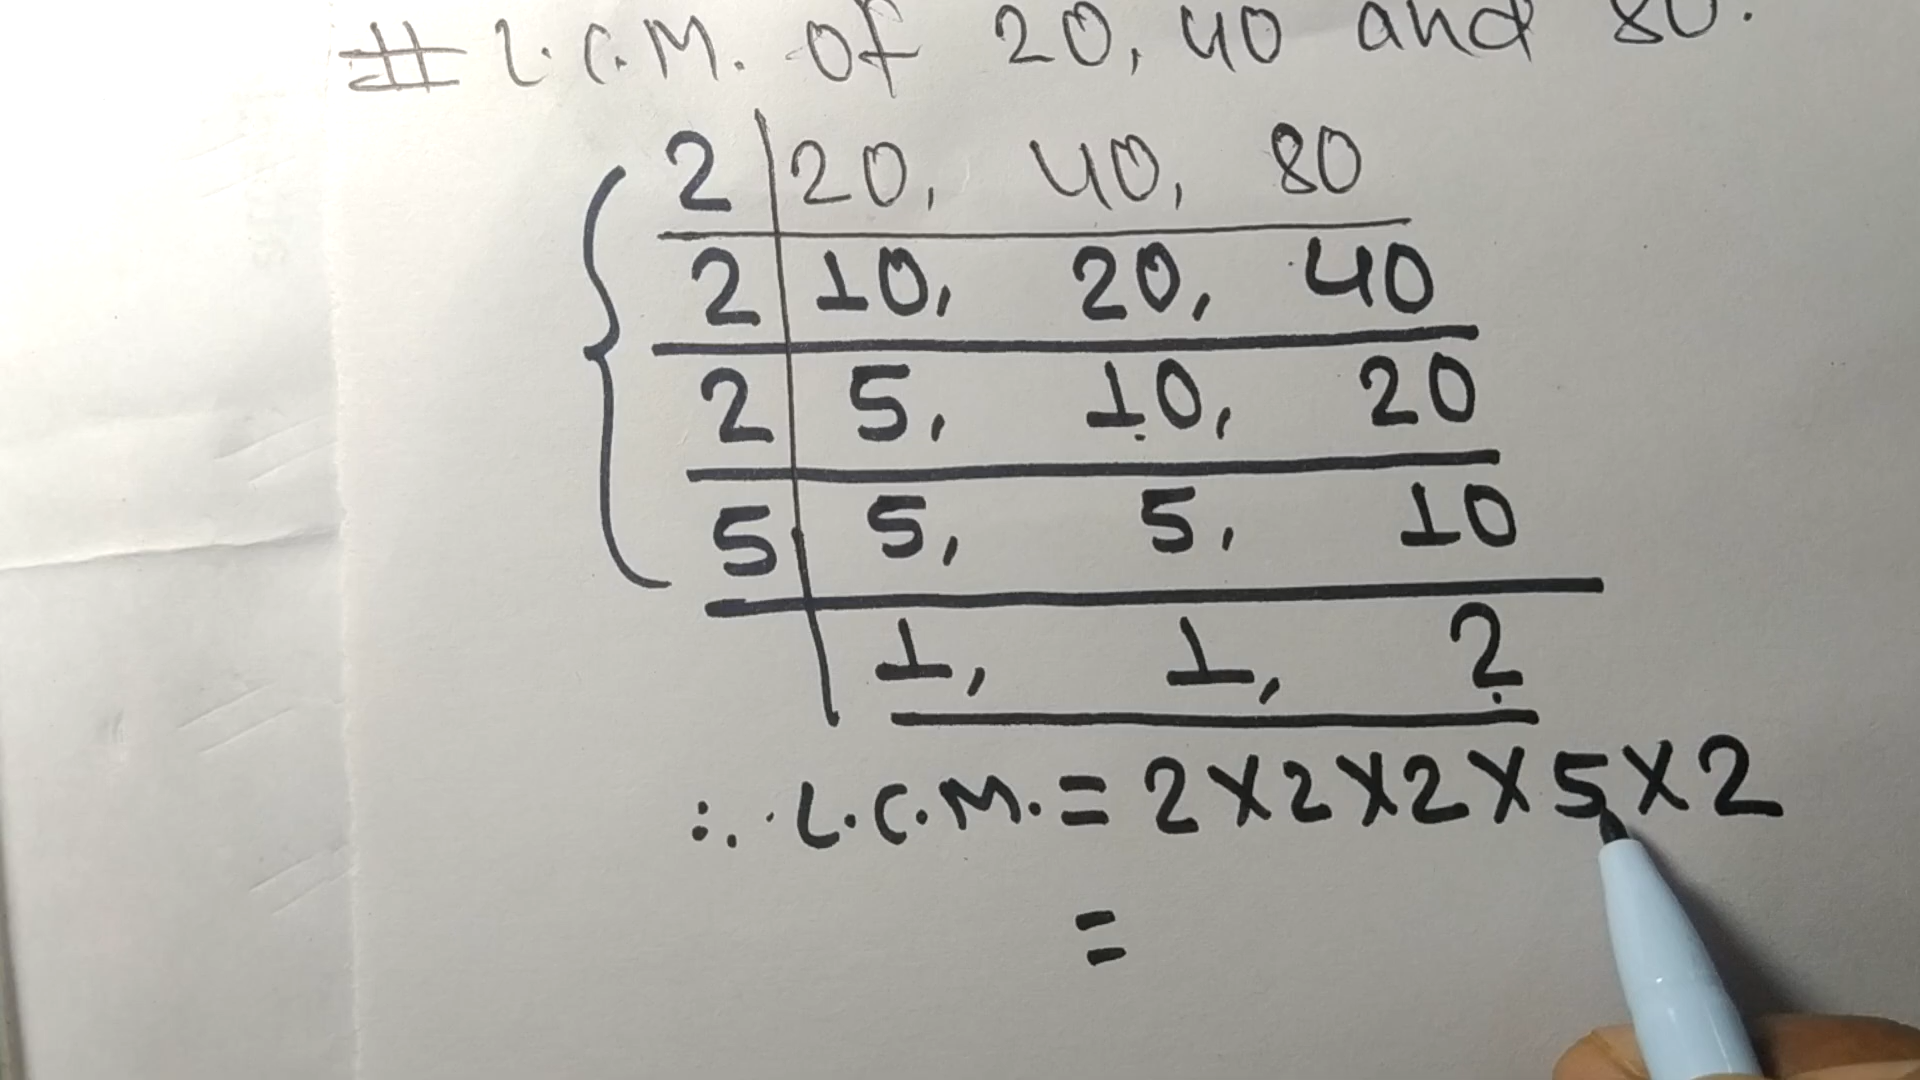 # L.C.M. of 20, 40 and 80.
2 | 20, 40, 80
2 | 10, 20, 40
2 | 5, 10, 20
5 | 5, 5, 10
1, 1, 2
∴ L.C.M. = 2×2×2×5×2
=